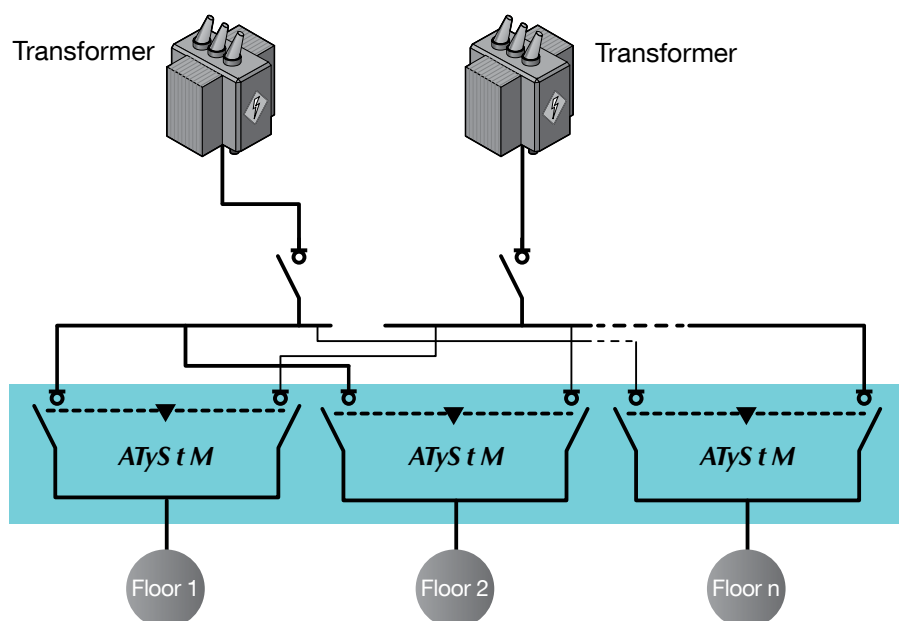 Transformer
Transformer
ATyS t M
ATyS t M
ATyS t M
Floor 1
Floor 2
Floor n